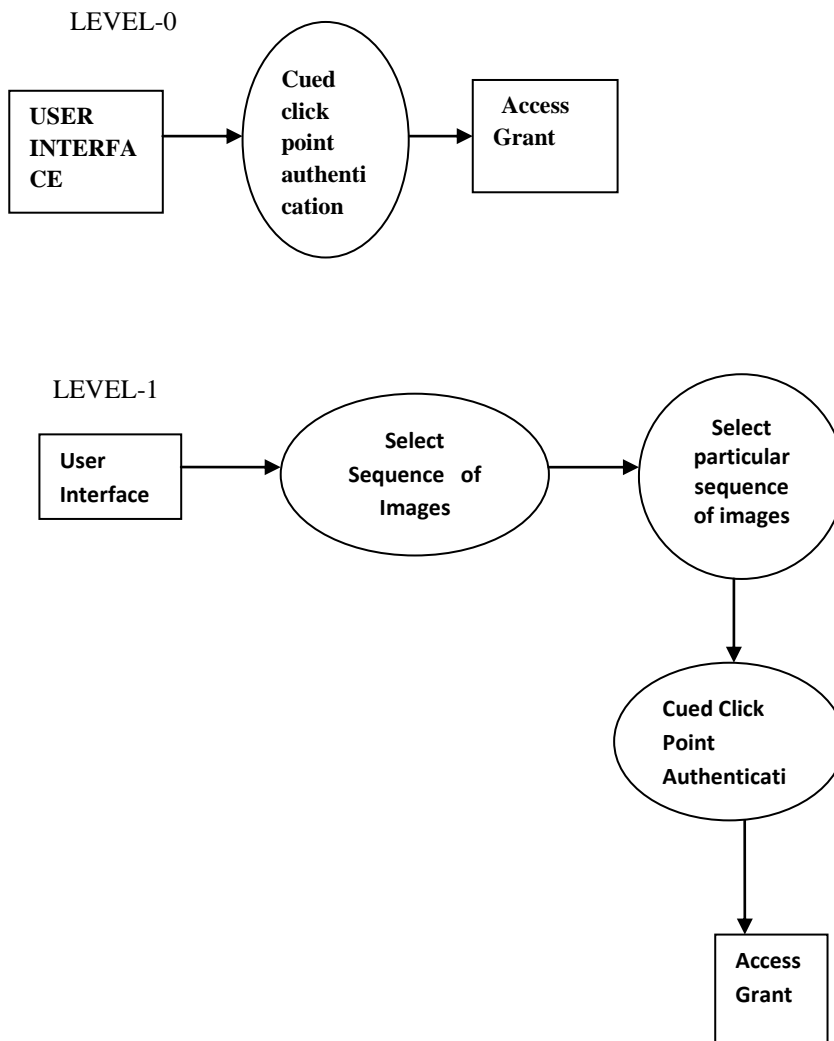 LEVEL-0
USER
INTERFA
CE
Cued
click
point
authenti
cation
Access
Grant
LEVEL-1
User
Interface
Select
Sequence of
Images
Select
particular
sequence
of images
Cued Click
Point
Authenticati
Access
Grant